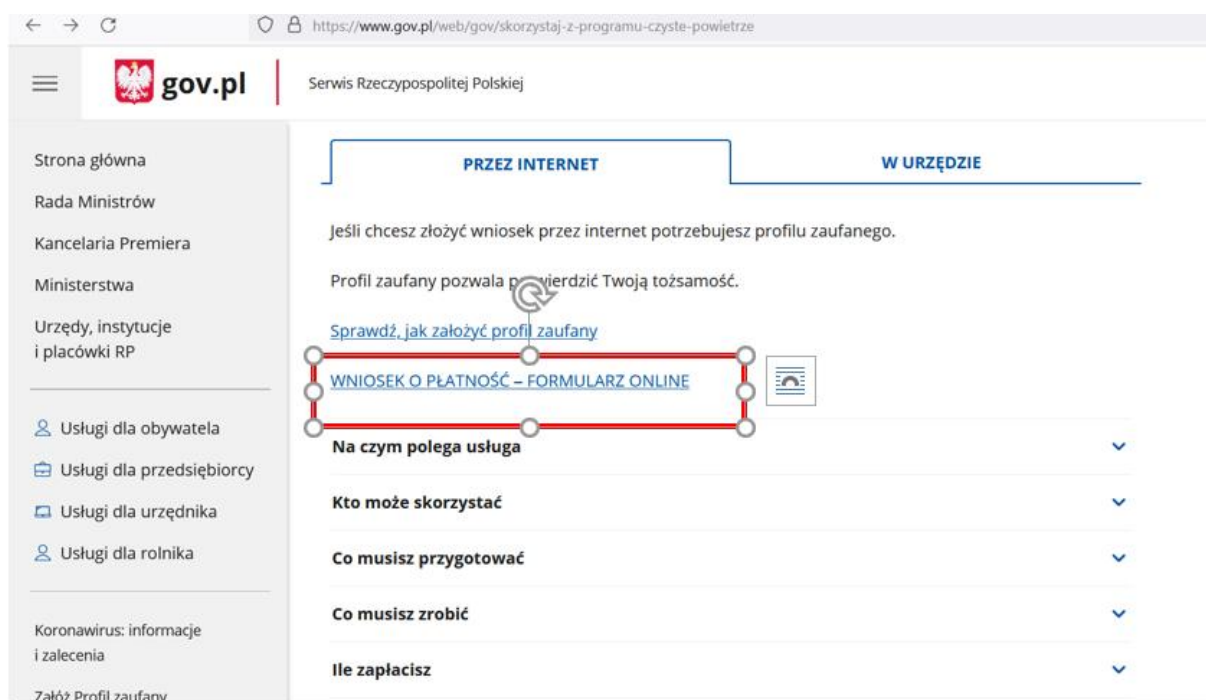 https://www.gov.pl/web/gov/skorzystaj-z-programu-czyste-powietrze
gov.pl
Serwis Rzeczypospolitej Polskiej
Strona główna
Rada Ministrów
Kancelaria Premiera
Ministerstwa
Urzędy, instytucje
i placówki RP
Usługi dla obywatela
Usługi dla przedsiębiorcy
Usługi dla urzędnika
Usługi dla rolnika
Koronawirus: informacje
i zalecenia
Załóż Profil zaufany
PRZEZ INTERNET
W URZĘDZIE
Jeśli chcesz złożyć wniosek przez internet potrzebujesz profilu zaufanego.
Profil zaufany pozwala potwierdzić Twoją tożsamość.
Sprawdź, jak założyć profil zaufany
WNIOSEK O PŁATNOŚĆ – FORMULARZ ONLINE
Na czym polega usługa
Kto może skorzystać
Co musisz przygotować
Co musisz zrobić
Ile zapłacisz